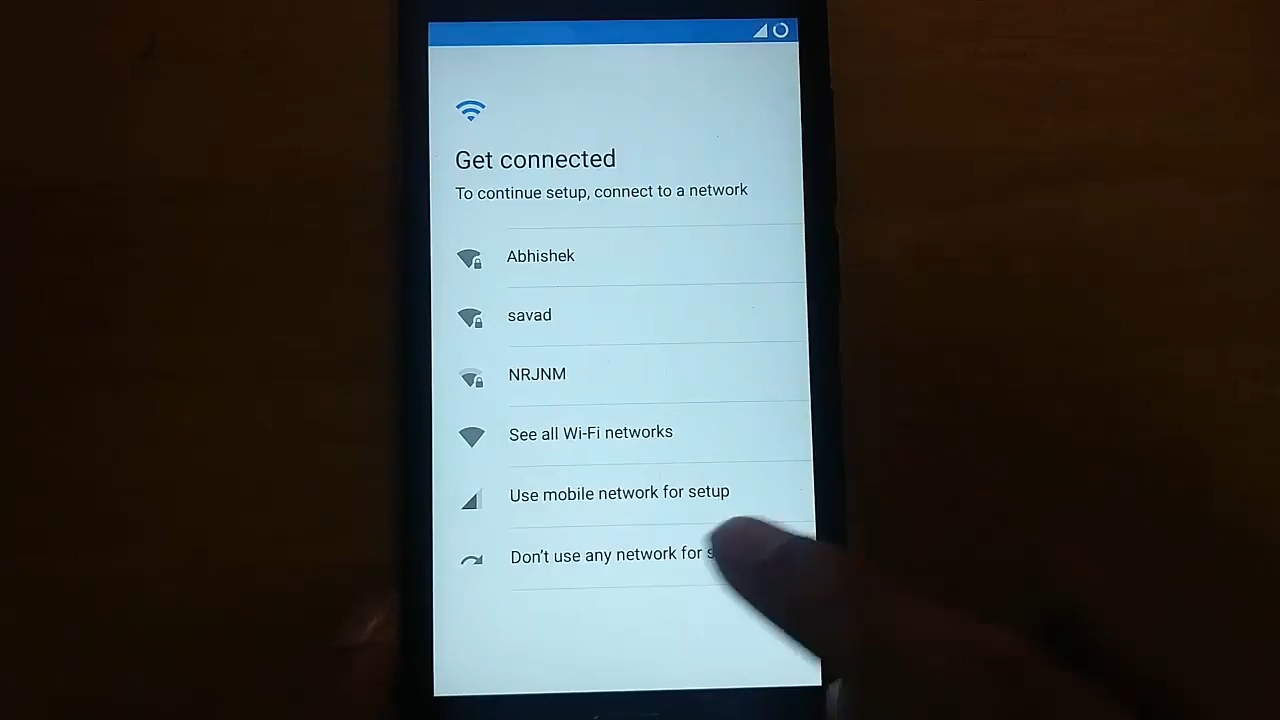 Get connected
To continue setup, connect to a network
Abhishek
savad
NRJNM
See all Wi-Fi networks
Use mobile network for setup
Don't use any network for